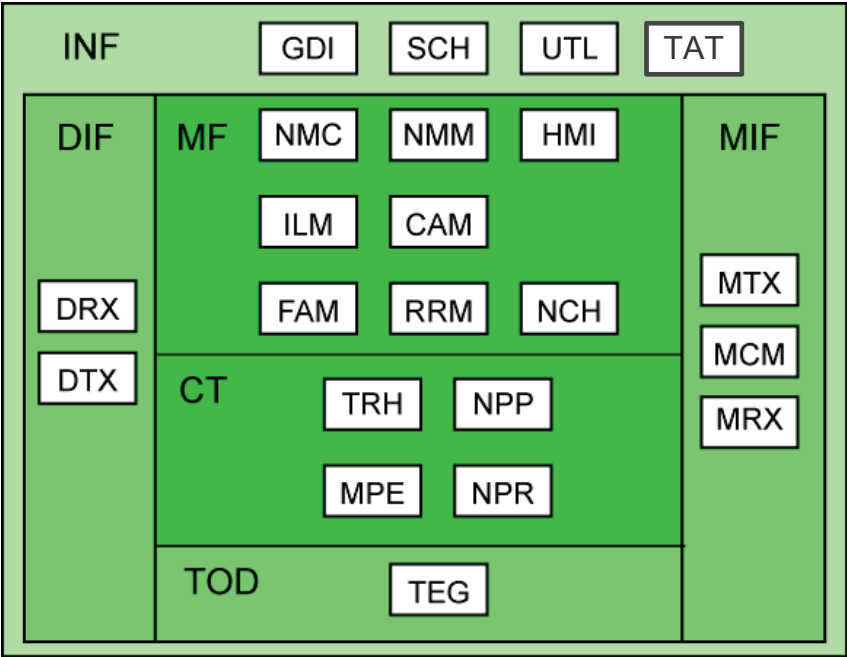 INF GDI SCH UTL TAT
DIF MF NMC NMM HMI MIF
ILM CAM
DRX FAM RRM NCH MTX
DTX MCM
CT TRH NPP MRX
MPE NPR
TOD TEG